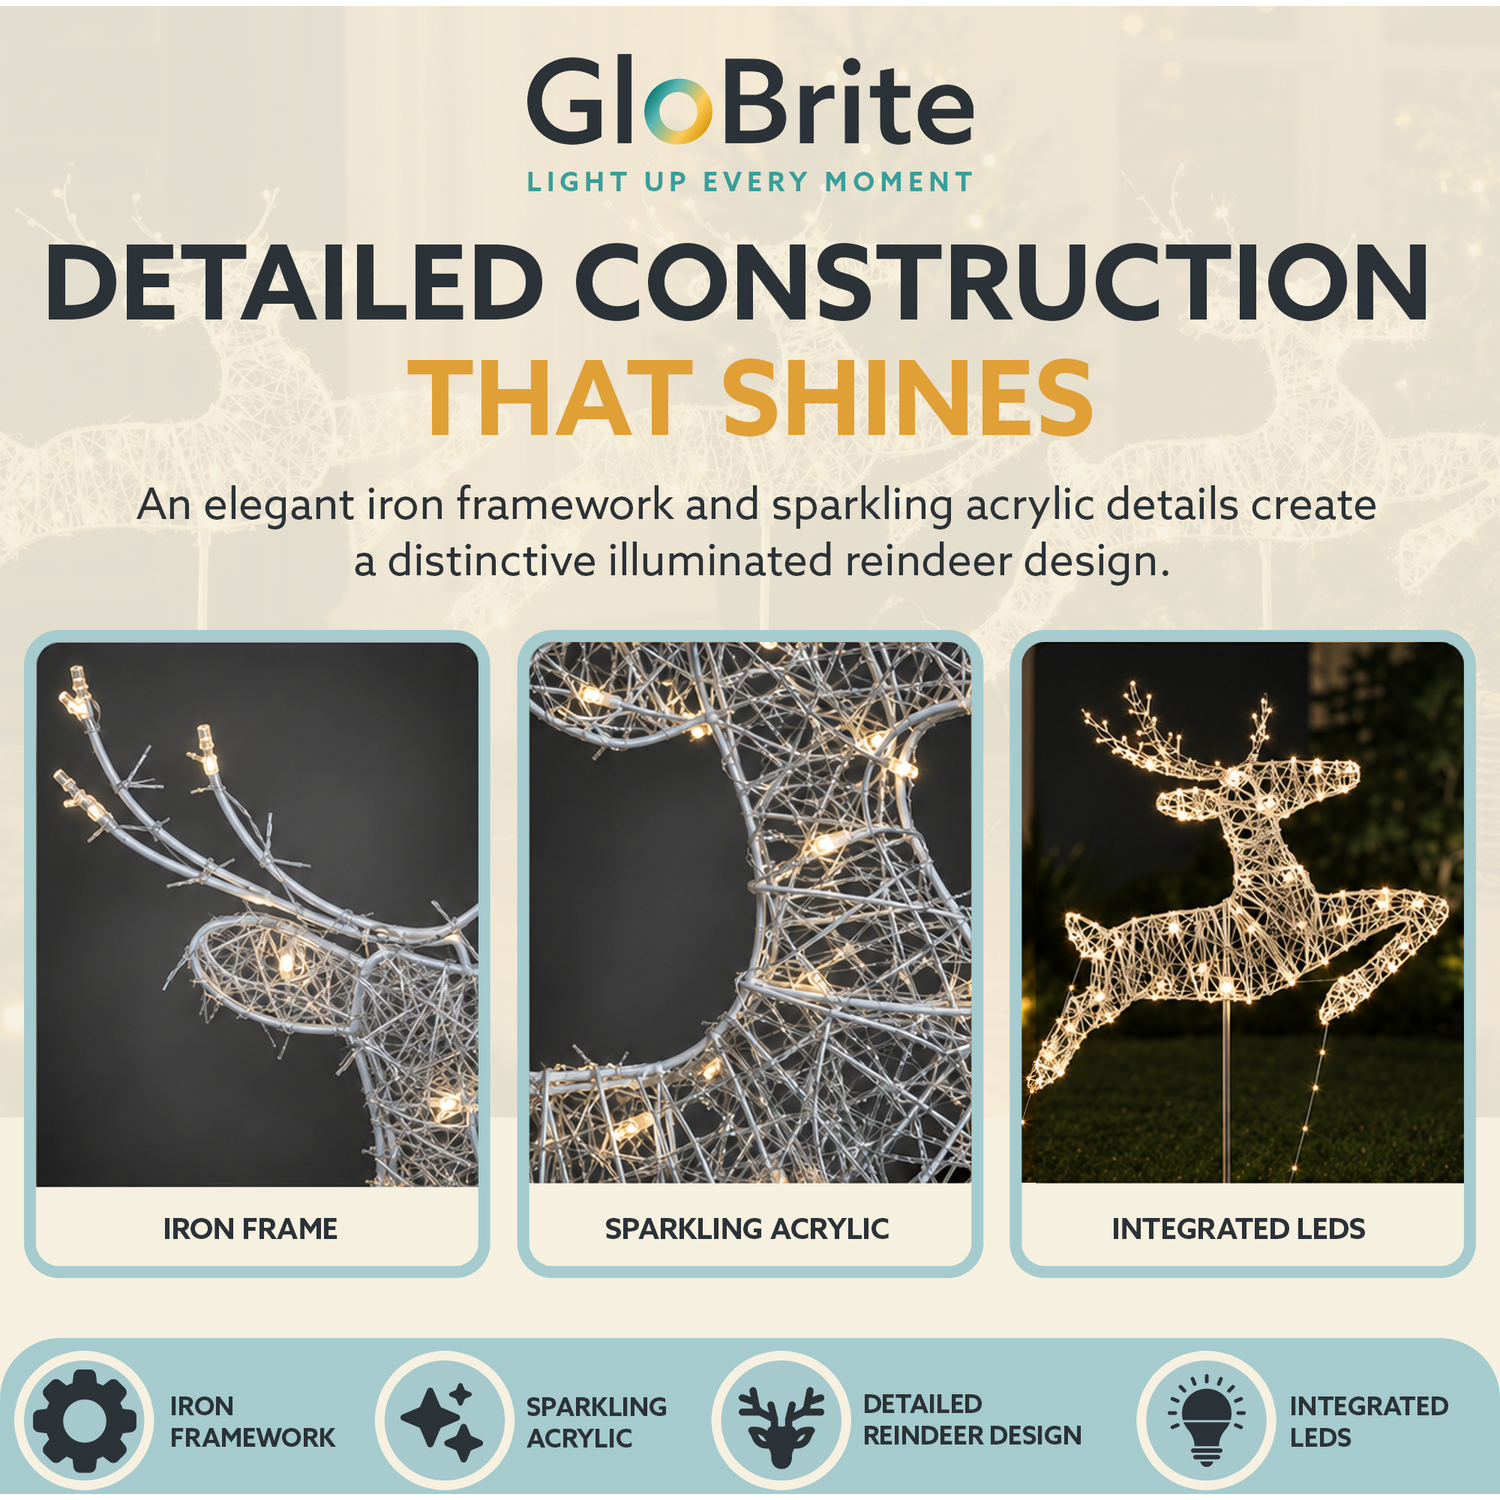 GloBrite
LIGHT UP EVERY MOMENT
DETAILED CONSTRUCTION
THAT SHINES
An elegant iron framework and sparkling acrylic details create
a distinctive illuminated reindeer design.
IRON FRAME
SPARKLING ACRYLIC
INTEGRATED LEDS
IRON
FRAMEWORK
SPARKLING
ACRYLIC
DETAILED
REINDEER DESIGN
INTEGRATED
LEDS